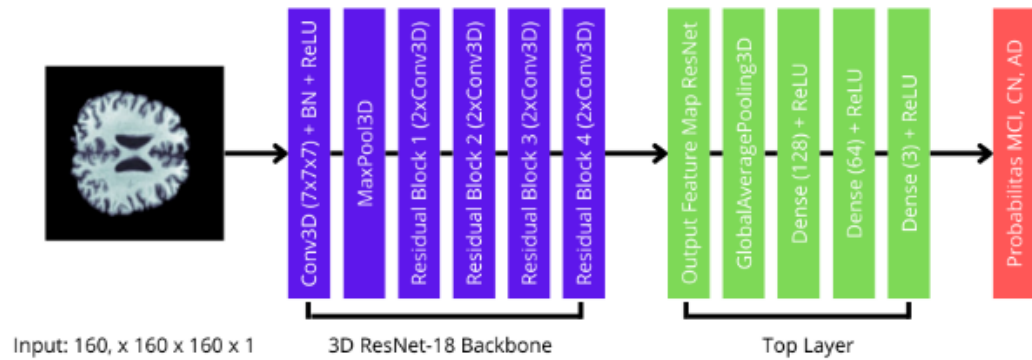 Conv3D (7x7x7) + BN + ReLU
MaxPool3D
Residual Block 1 (2xConv3D)
Residual Block 2 (2xConv3D)
Residual Block 3 (2xConv3D)
Residual Block 4 (2xConv3D)
Output Feature Map ResNet
GlobalAveragePooling3D
Dense (128) + ReLU
Dense (64) + ReLU
Dense (3) + ReLU
Probabilitas MCI, CN, AD
Input: 160, x 160 x 160 x 1
3D ResNet-18 Backbone
Top Layer